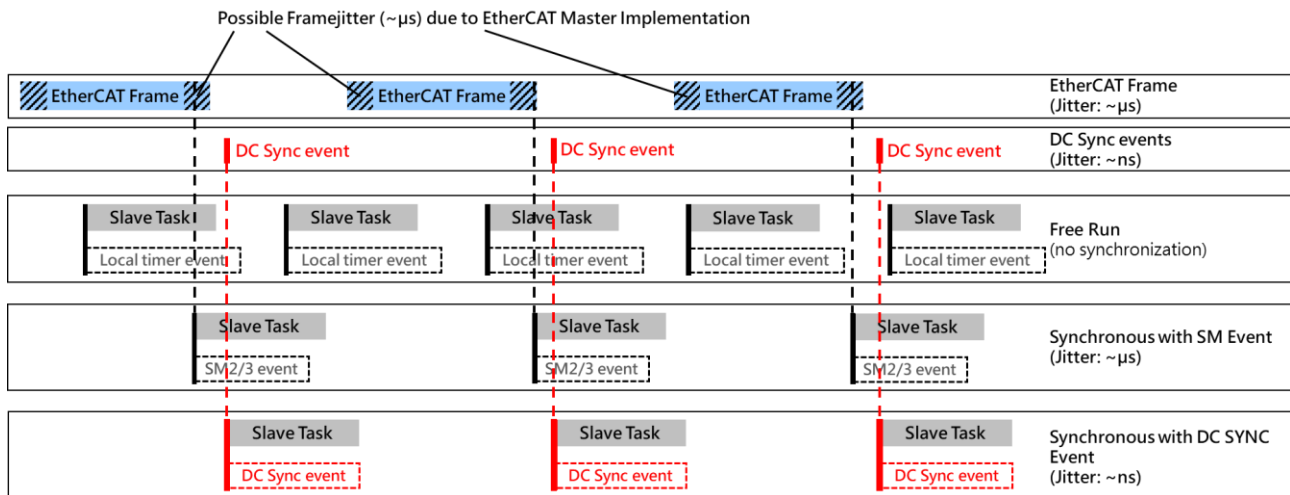 Possible Framejitter (~µs) due to EtherCAT Master Implementation
EtherCAT Frame
EtherCAT Frame
EtherCAT Frame
EtherCAT Frame
(Jitter: ~µs)
DC Sync event
DC Sync event
DC Sync event
DC Sync events
(Jitter: ~ns)
Slave Task
Slave Task
Slave Task
Slave Task
Slave Task
Local timer event
Local timer event
Local timer event
Local timer event
Local timer event
Free Run
(no synchronization)
Slave Task
Slave Task
Slave Task
SM2/3 event
SM2/3 event
SM2/3 event
Synchronous with SM Event
(Jitter: ~µs)
Slave Task
Slave Task
Slave Task
DC Sync event
DC Sync event
DC Sync event
Synchronous with DC SYNC
Event
(Jitter: ~ns)